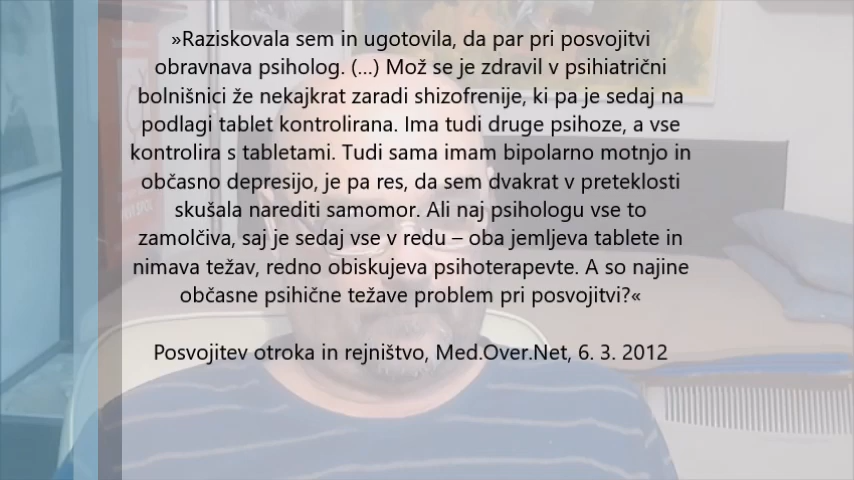 »Raziskovala sem in ugotovila, da par pri posvojitvi
obravnava psiholog. (...) Mož se je zdravil v psihiatrični
bolnišnici že nekajkrat zaradi shizofrenije, ki pa je sedaj na
podlagi tablet kontrolirana. Ima tudi druge psihoze, a vse
kontrolira s tabletami. Tudi sama imam bipolarno motnjo in
občasno depresijo, je pa res, da sem dvakrat v preteklosti
skušala narediti samomor. Ali naj psihologu vse to
zamolčiva, saj je sedaj vse v redu – oba jemljeva tablete in
nimava težav, redno obiskujeva psihoterapevte. A so najine
občasne psihične težave problem pri posvojitvi?«
Posvojitev otroka in rejništvo, Med.Over.Net, 6. 3. 2012